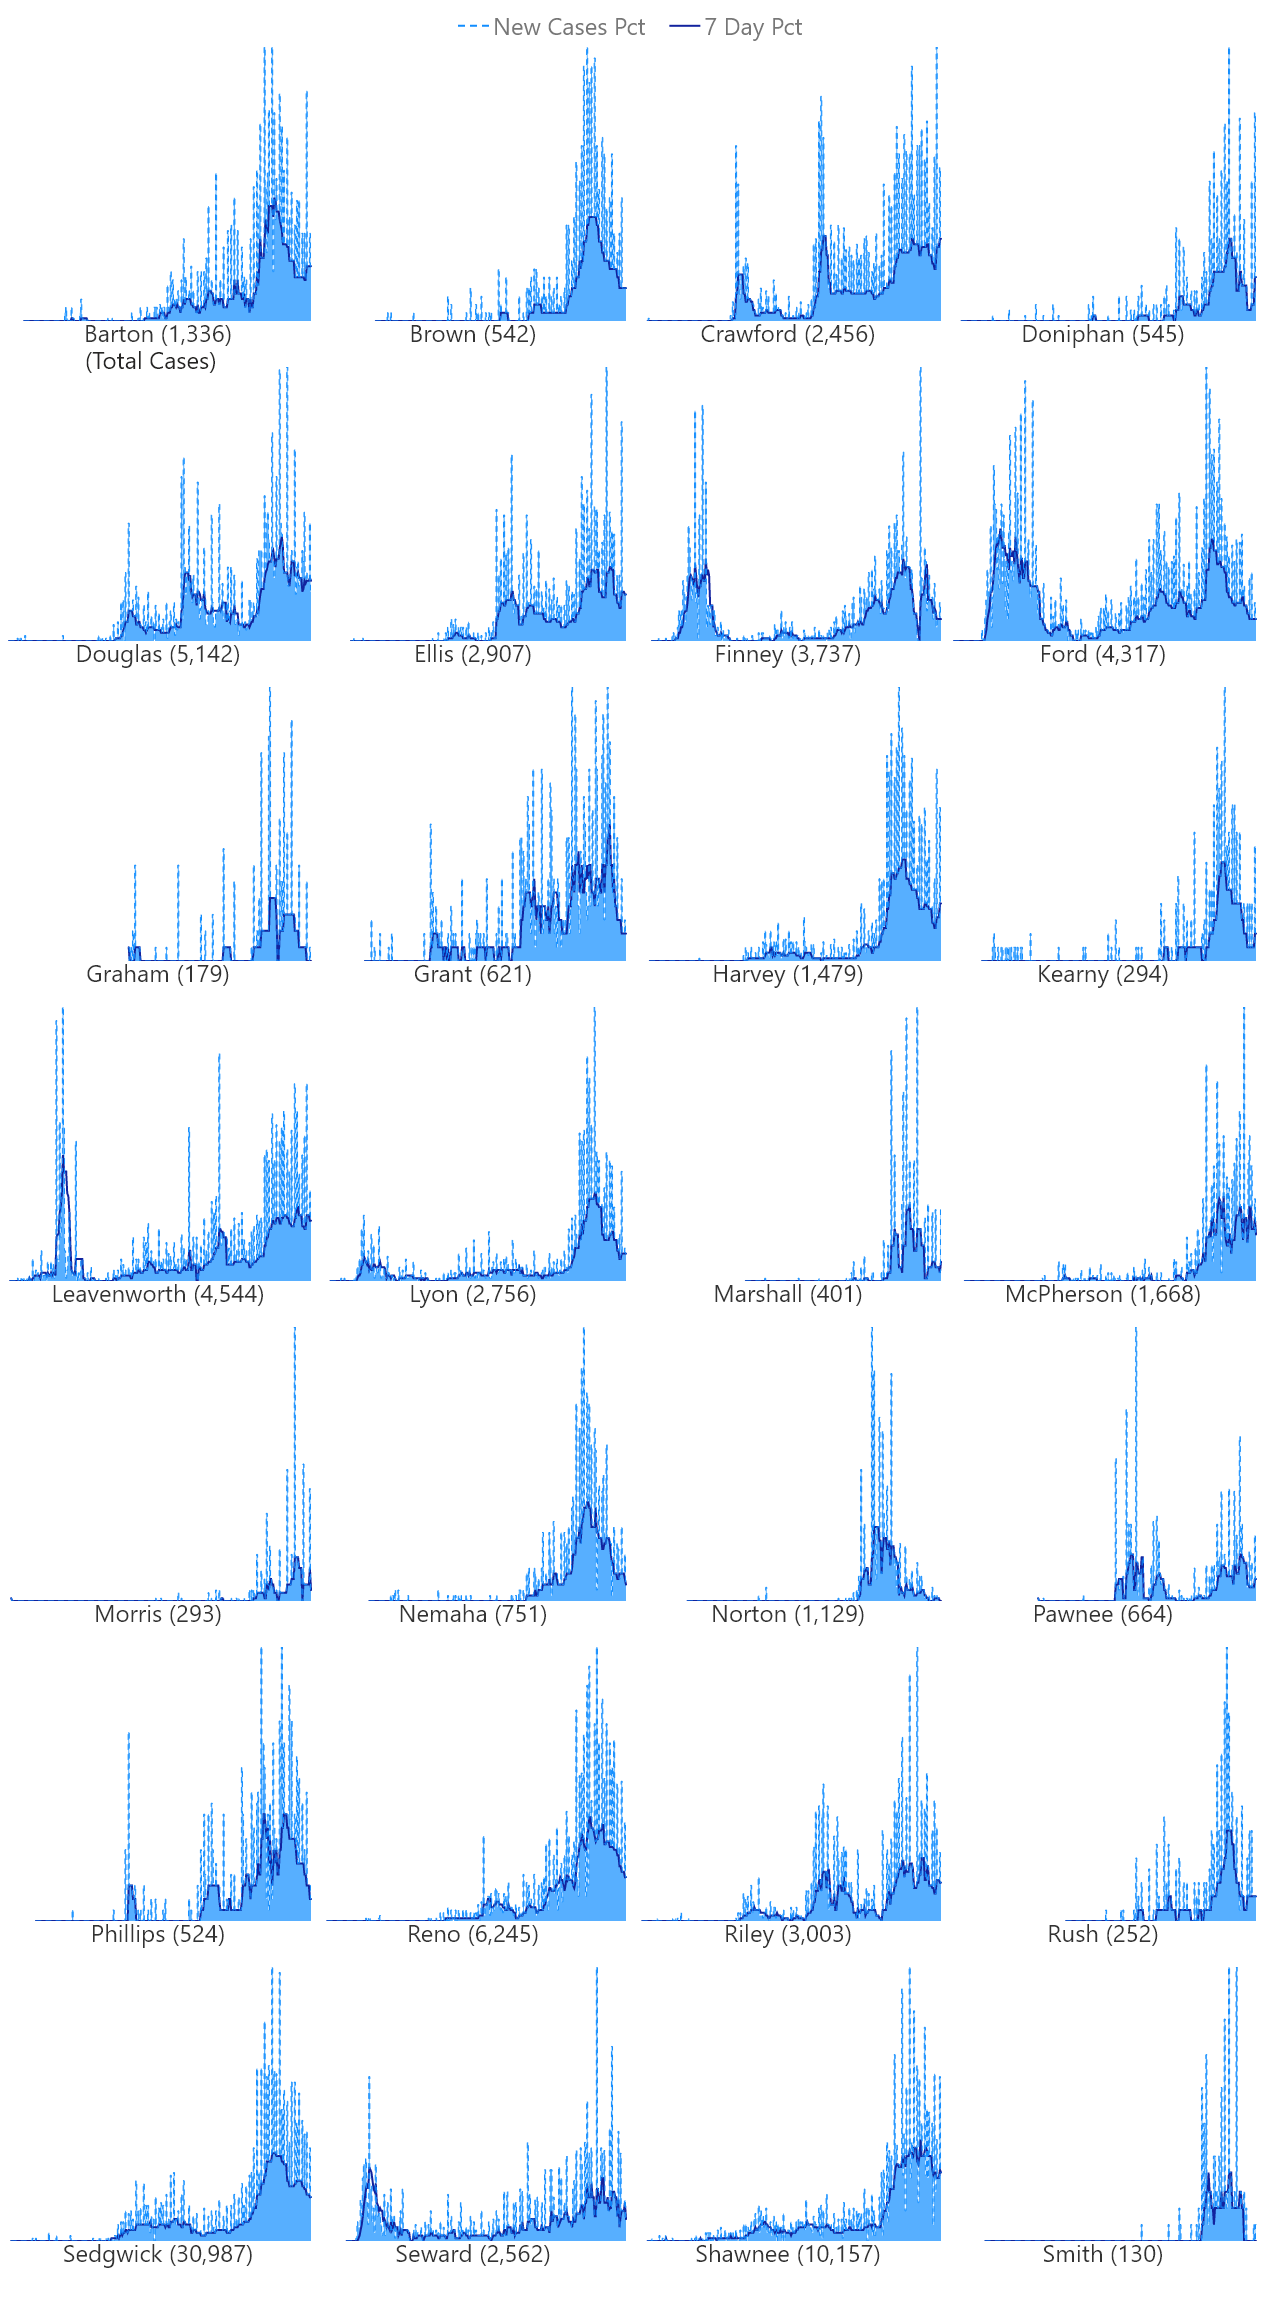 New Cases Pct 7 Day Pct
Barton (1,336) Brown (542) Crawford (2,456) Doniphan (545)
(Total Cases)
Douglas (5,142) Ellis (2,907) Finney (3,737) Ford (4,317)
Graham (179) Grant (621) Harvey (1,479) Kearny (294)
Leavenworth (4,544) Lyon (2,756) Marshall (401) McPherson (1,668)
Morris (293) Nemaha (751) Norton (1,129) Pawnee (664)
Phillips (524) Reno (6,245) Riley (3,003) Rush (252)
Sedgwick (30,987) Seward (2,562) Shawnee (10,157) Smith (130)